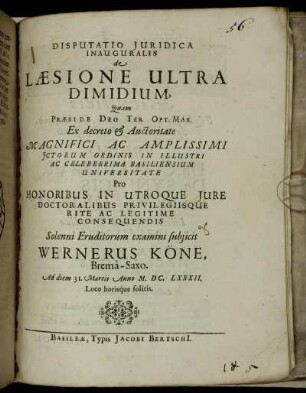 56
DISPUTATIO JURIDICA
INAUGURALIS
de
LÆSIONE ULTRA
DIMIDIUM,
Quam
PRÆSIDE DEO TER OPT. MAX.
Ex decreto & Auctoritate
MAGNIFICI AC AMPLISSIMI
JCTORUM ORDINIS IN ILLUSTRI
AC CELEBERRIMA BASILIENSIUM
UNIVERSITATE
Pro
HONORIBUS IN UTROQUE JURE
DOCTORALIBUS PRIVILEGIISQUE
RITE AC LEGITIME
CONSEQUENDIS
Solenni Eruditorum examini subjicit
WERNERUS KONE,
Bremâ-Saxo.
Ad diem 31. Martii Anno M. DC. LXXXII.
Loco horisque solitis.
BASILEÆ, Typis JACOBI BERTSCHI.